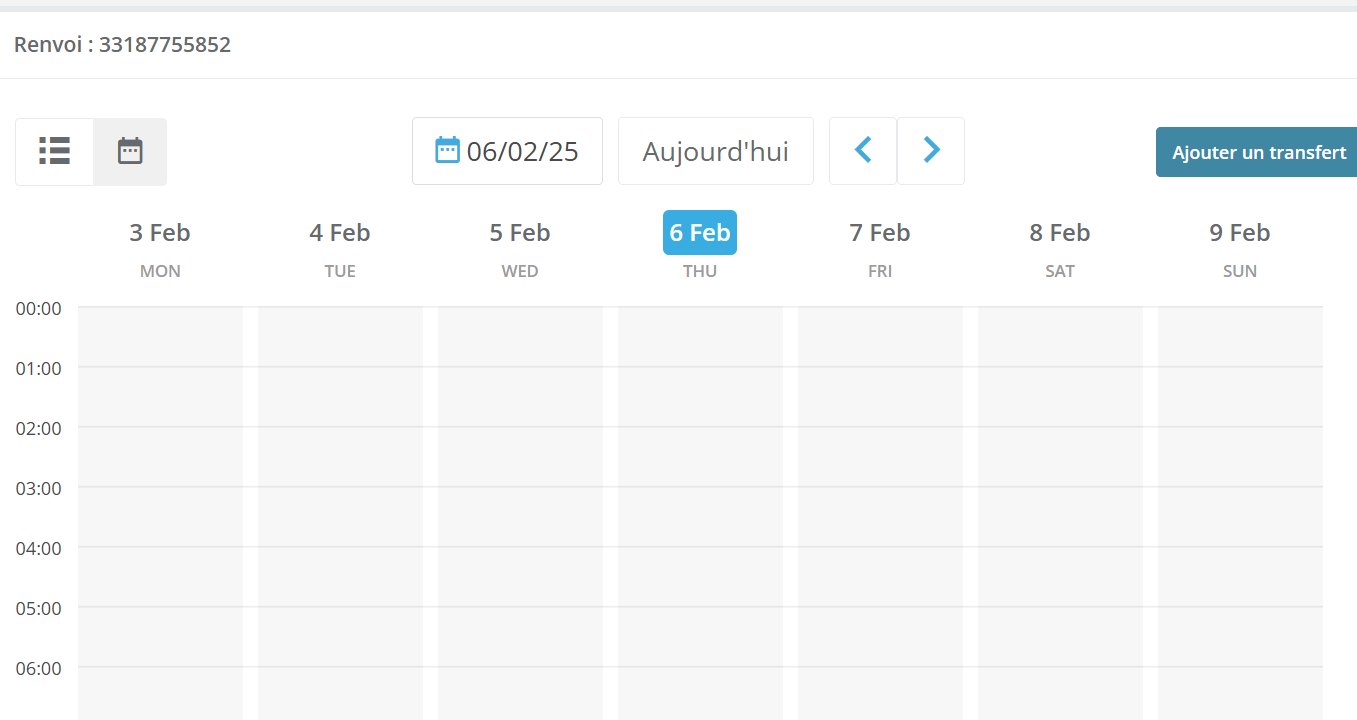 Renvoi : 33187755852
06/02/25 Aujourd'hui Ajouter un transfert
3 Feb 4 Feb 5 Feb 6 Feb 7 Feb 8 Feb 9 Feb
MON TUE WED THU FRI SAT SUN
00:00
01:00
02:00
03:00
04:00
05:00
06:00